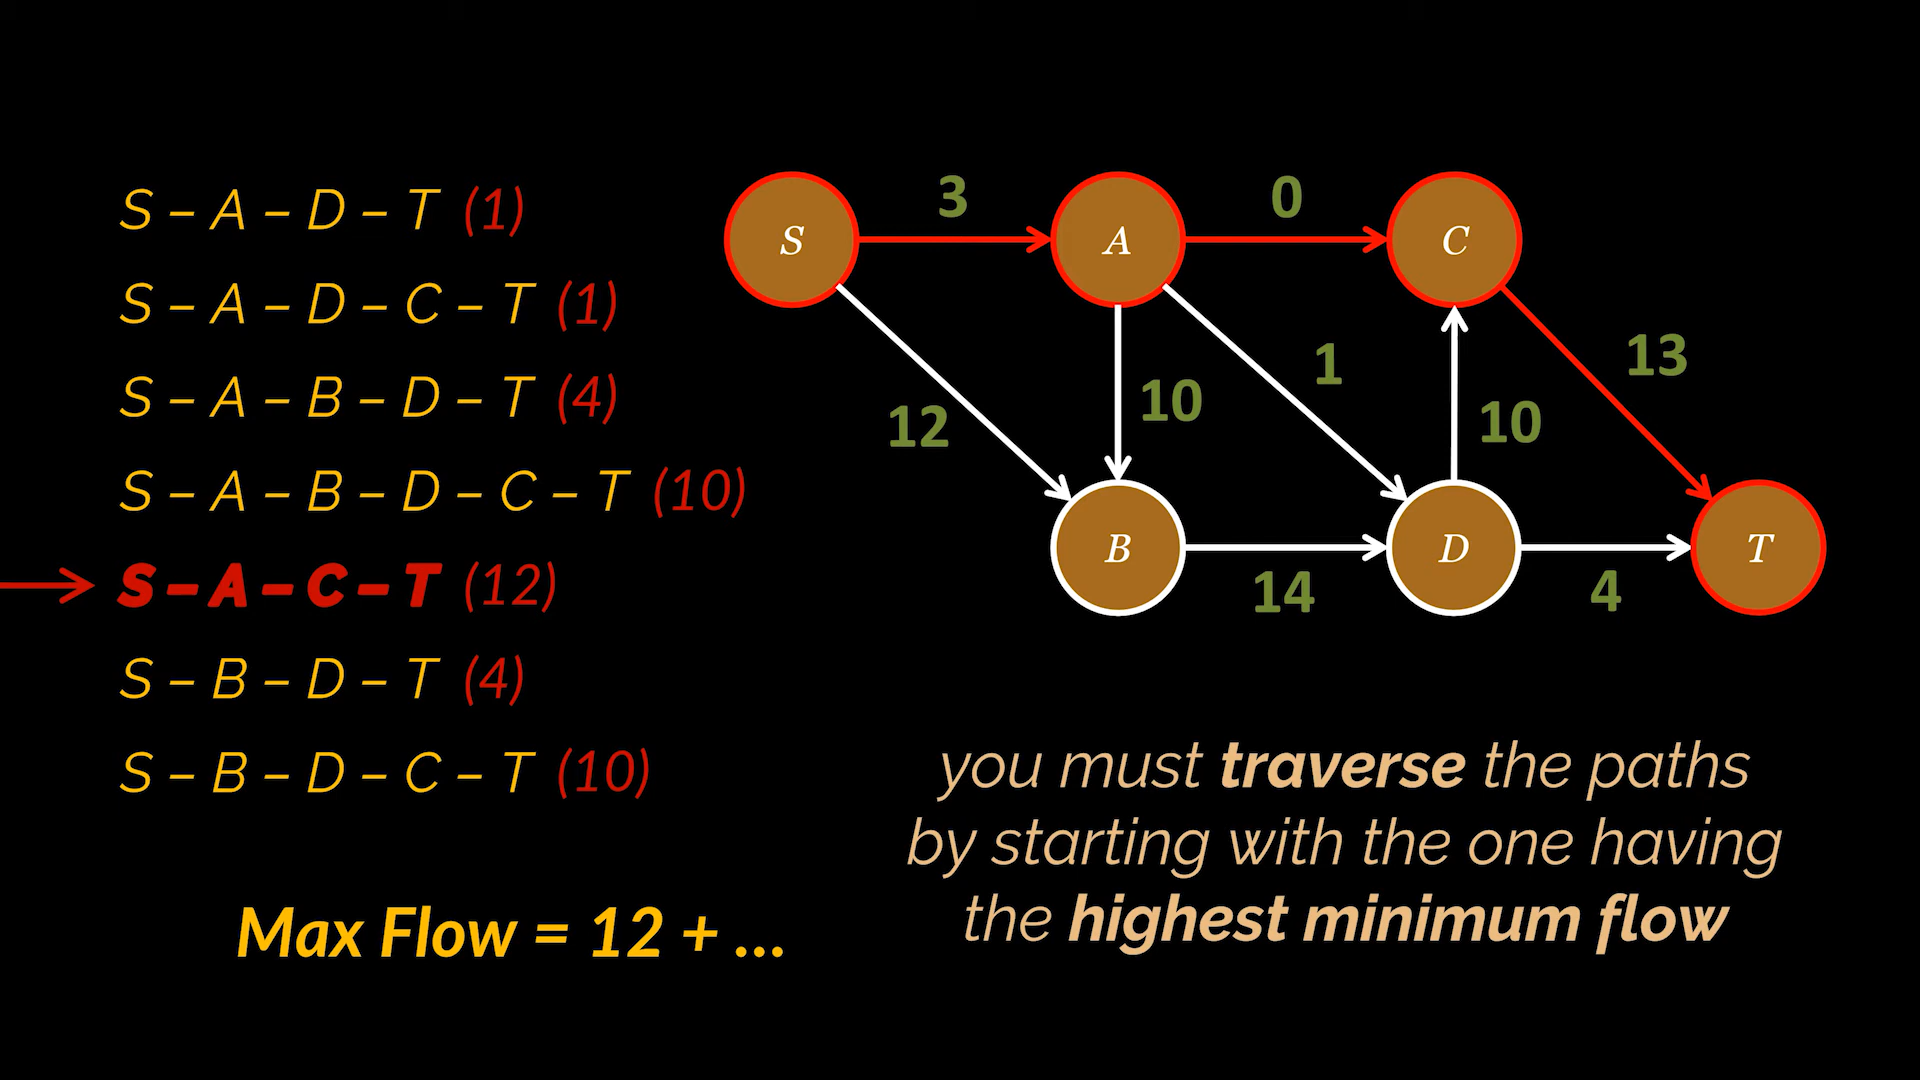 S – A – D – T (1)
S – A – D – C – T (1)
S – A – B – D – T (4)
S – A – B – D – C – T (10)
S – A – C – T (12)
S – B – D – T (4)
S – B – D – C – T (10)
Max Flow = 12 + ...
S
3
A
0
C
12
10
1
10
13
B
14
D
4
T
you must traverse the paths
by starting with the one having
the highest minimum flow